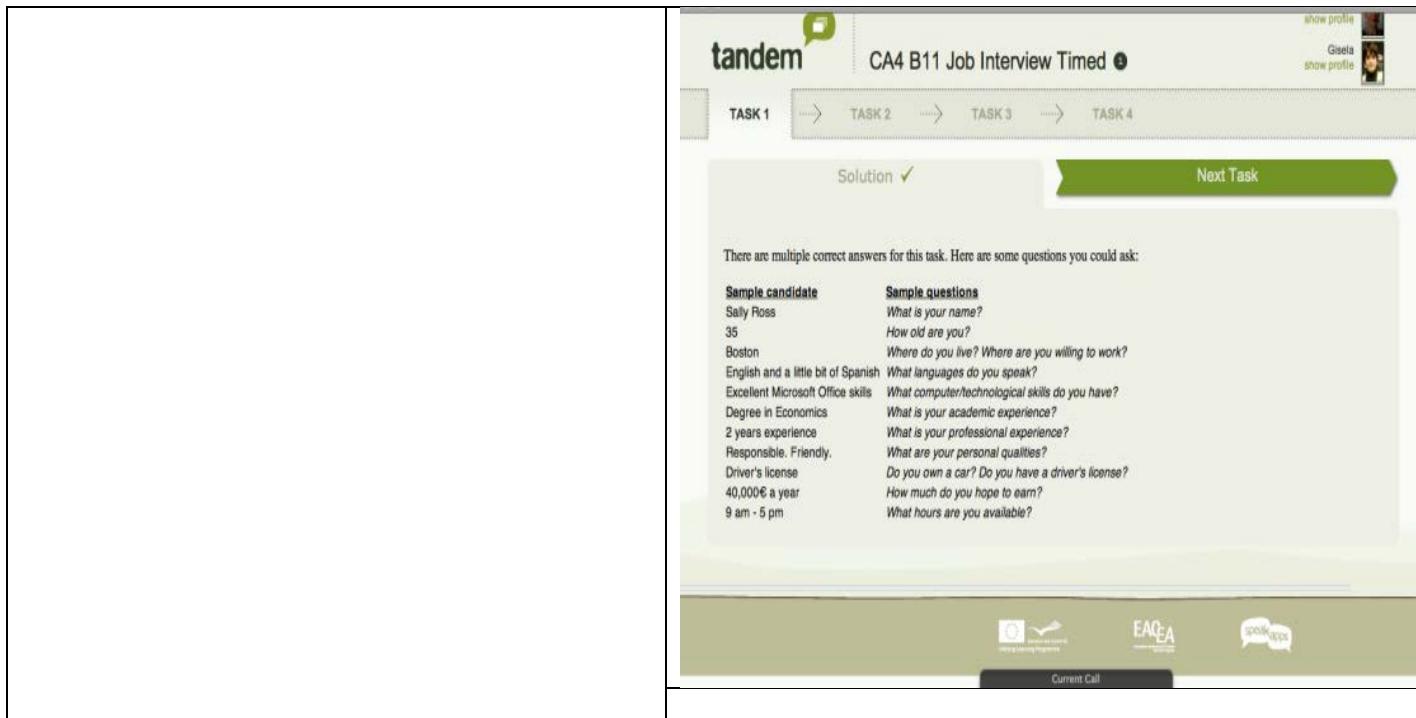 show profile
tandem
CA4 B11 Job Interview Timed
Gisela
show profile
TASK 1
TASK 2
TASK 3
TASK 4
Solution ✓
Next Task
There are multiple correct answers for this task. Here are some questions you could ask:
Sample candidate Sample questions
Sally Ross What is your name?
35 How old are you?
Boston Where do you live? Where are you willing to work?
English and a little bit of Spanish What languages do you speak?
Excellent Microsoft Office skills What computer/technological skills do you have?
Degree in Economics What is your academic experience?
2 years experience What is your professional experience?
Responsible. Friendly. What are your personal qualities?
Driver's license Do you own a car? Do you have a driver's license?
40,000€ a year How much do you hope to earn?
9 am - 5 pm What hours are you available?
Lifelong Learning Programme
EACEA
speakapps
Current Call